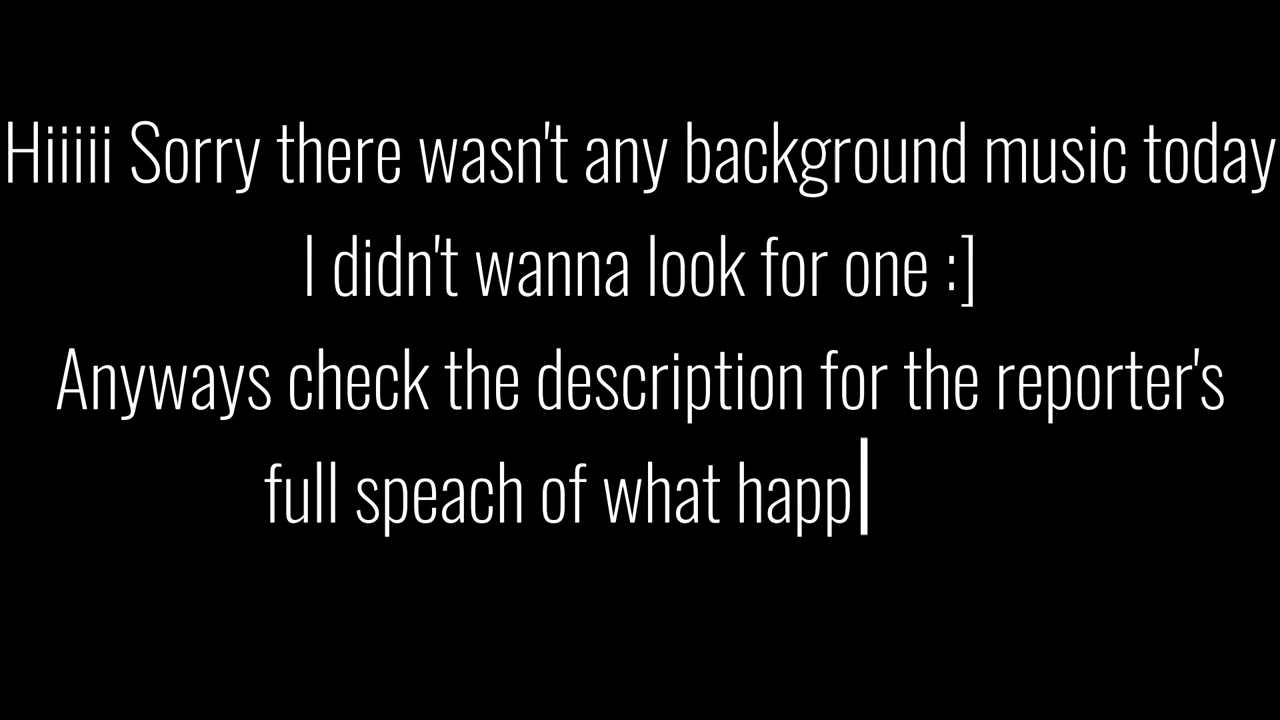 Hiiiii Sorry there wasn't any background music today
I didn't wanna look for one :]
Anyways check the description for the reporter's
full speach of what happ